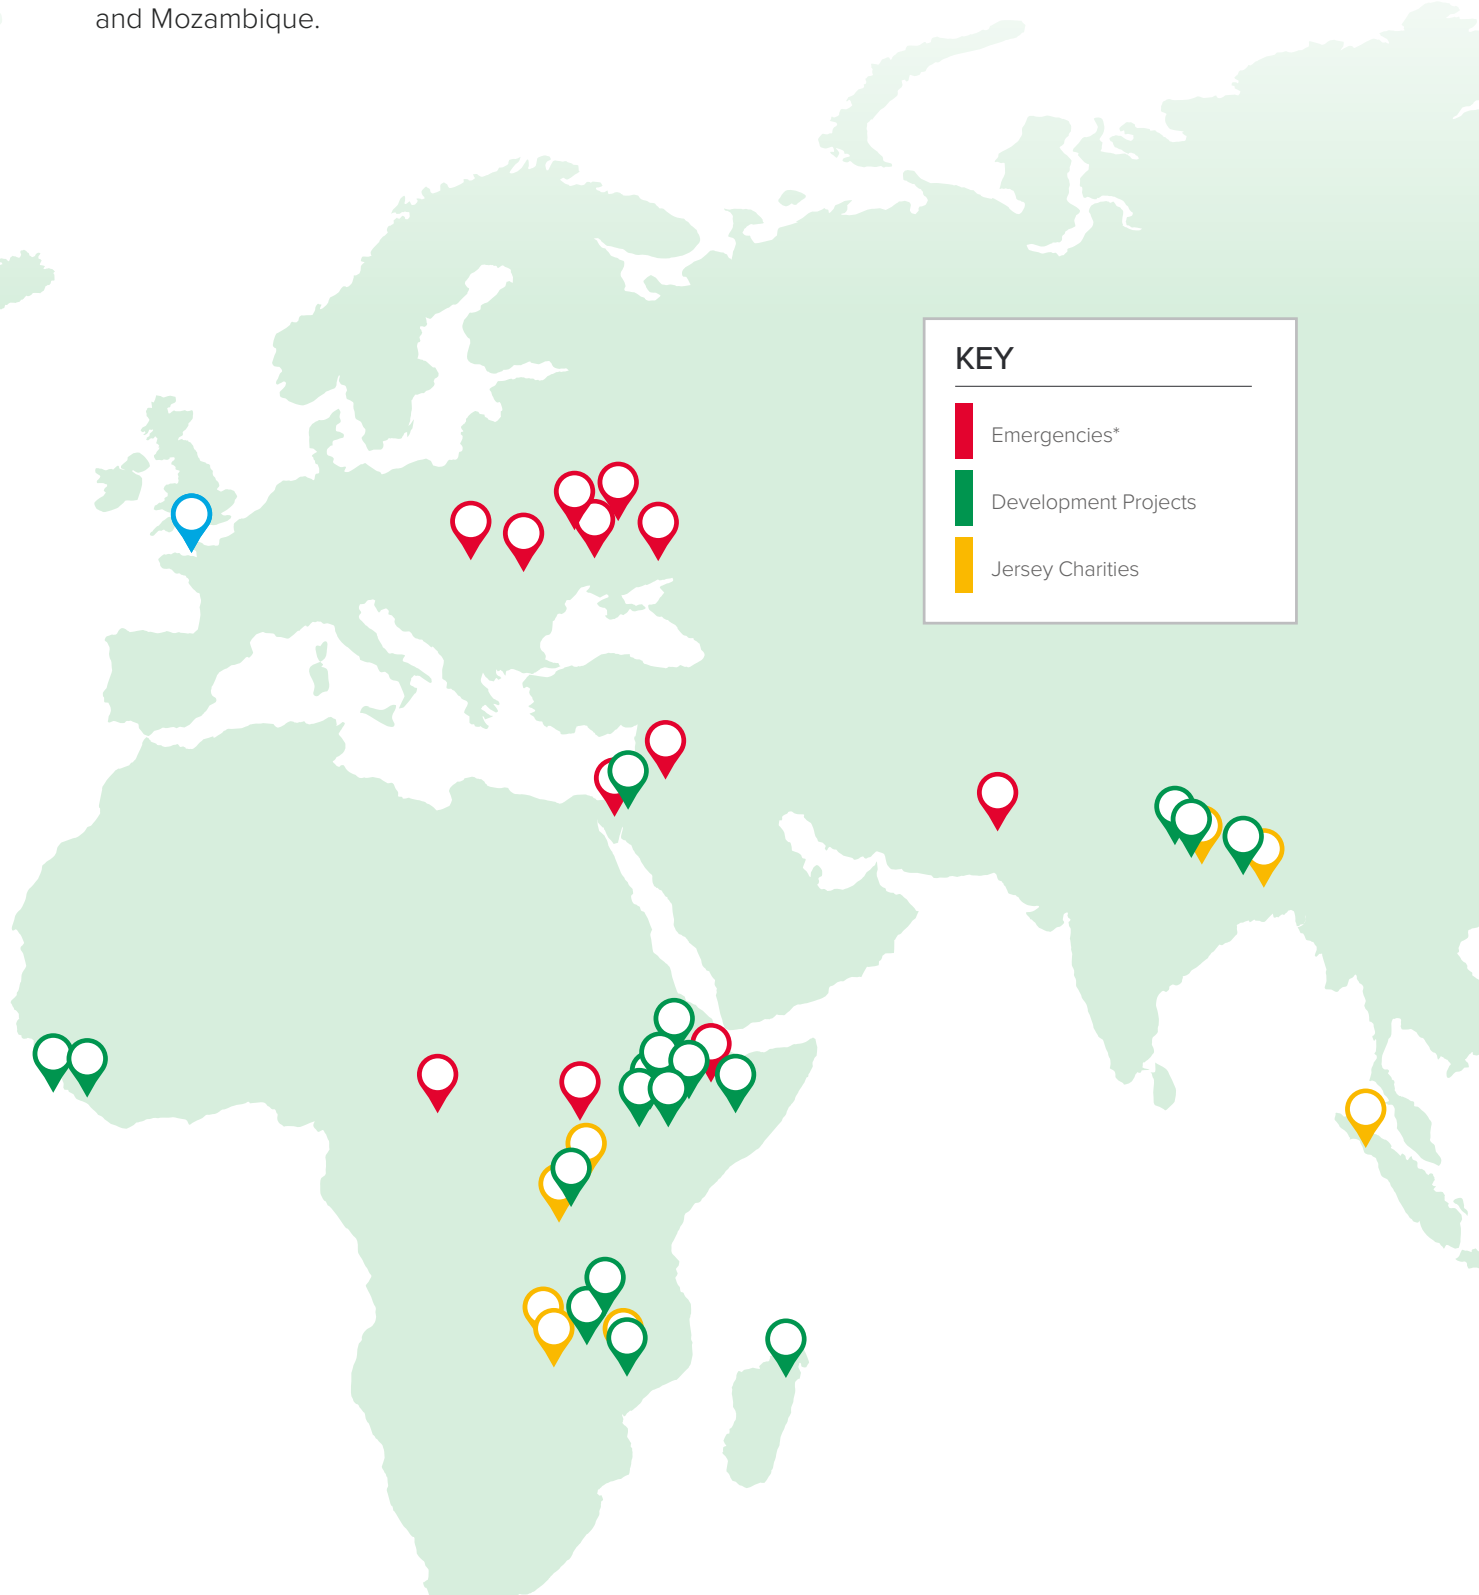 and Mozambique.
KEY
Emergencies*
Development Projects
Jersey Charities